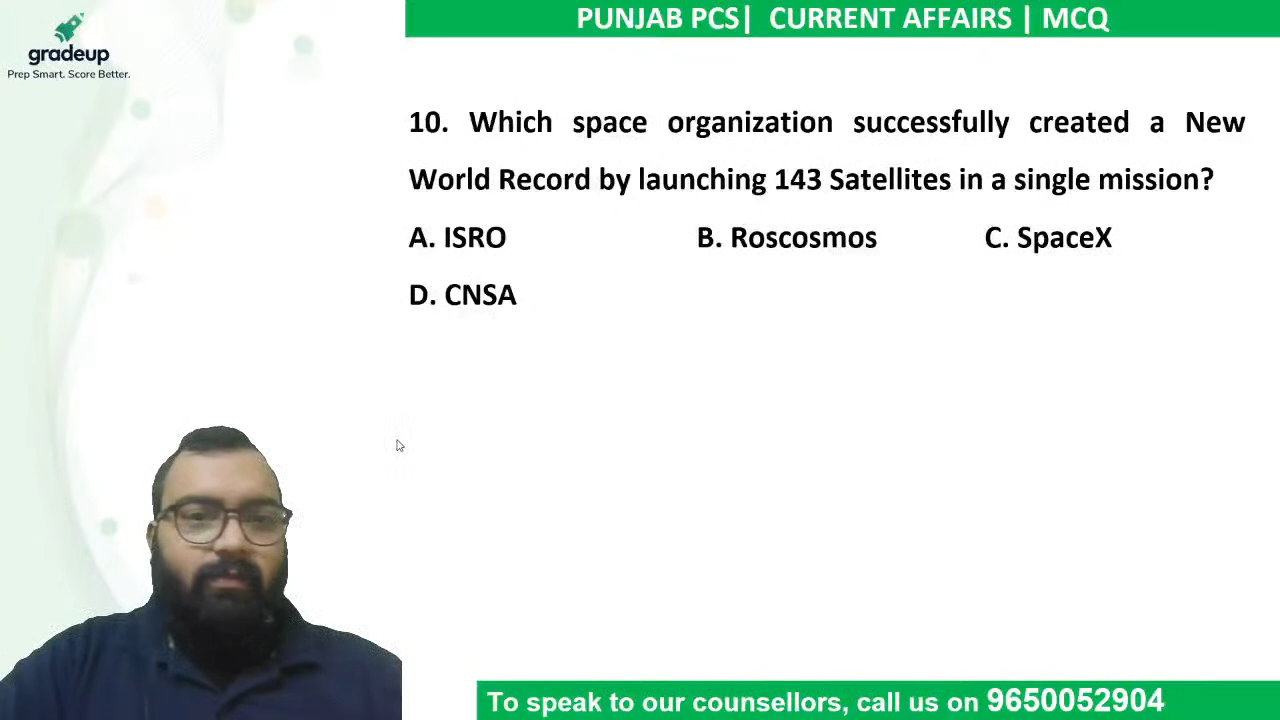 gradeup
Prep Smart. Score Better.
PUNJAB PCS| CURRENT AFFAIRS | MCQ
10. Which space organization successfully created a New
World Record by launching 143 Satellites in a single mission?
A. ISRO B. Roscosmos C. SpaceX
D. CNSA
To speak to our counsellors, call us on 9650052904